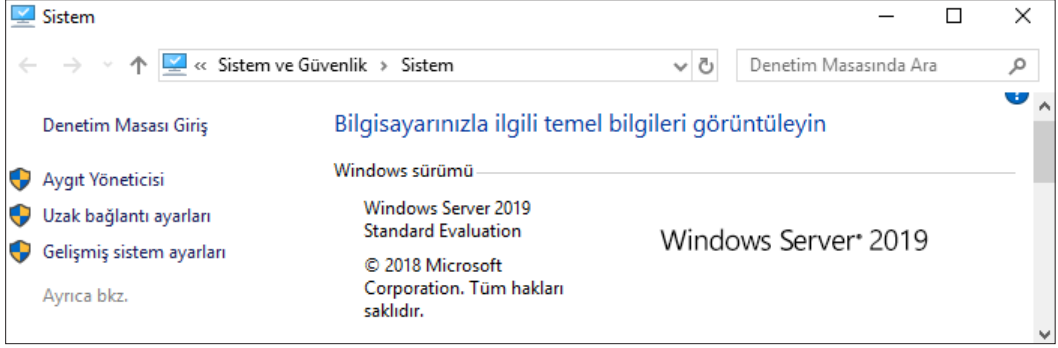 Sistem
« Sistem ve Güvenlik > Sistem
Denetim Masasında Ara
Denetim Masası Giriş
Aygıt Yöneticisi
Uzak bağlantı ayarları
Gelişmiş sistem ayarları
Ayrıca bkz.
Bilgisayarınızla ilgili temel bilgileri görüntüleyin
Windows sürümü
Windows Server 2019
Standard Evaluation
© 2018 Microsoft
Corporation. Tüm hakları
saklıdır.
Windows Server® 2019